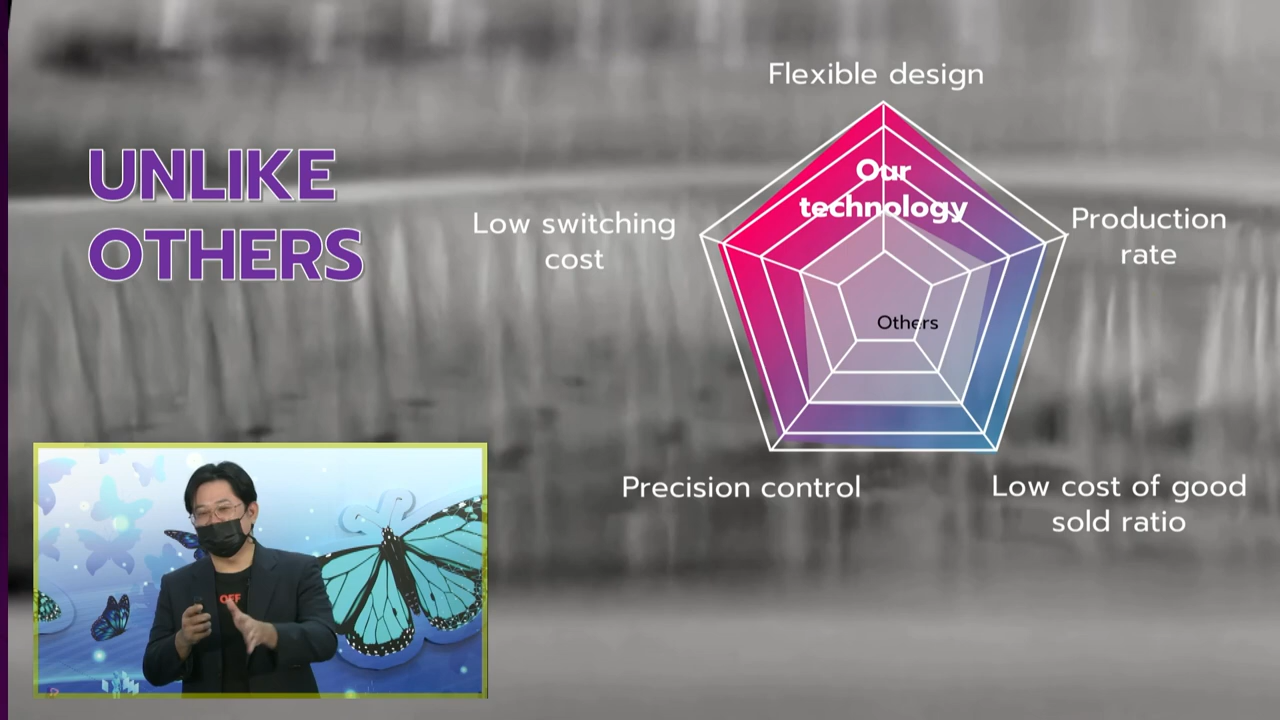 UNLIKE
OTHERS
Flexible design
Our
technology
Low switching
cost
Production
rate
Others
Precision control
Low cost of good
sold ratio
OFF